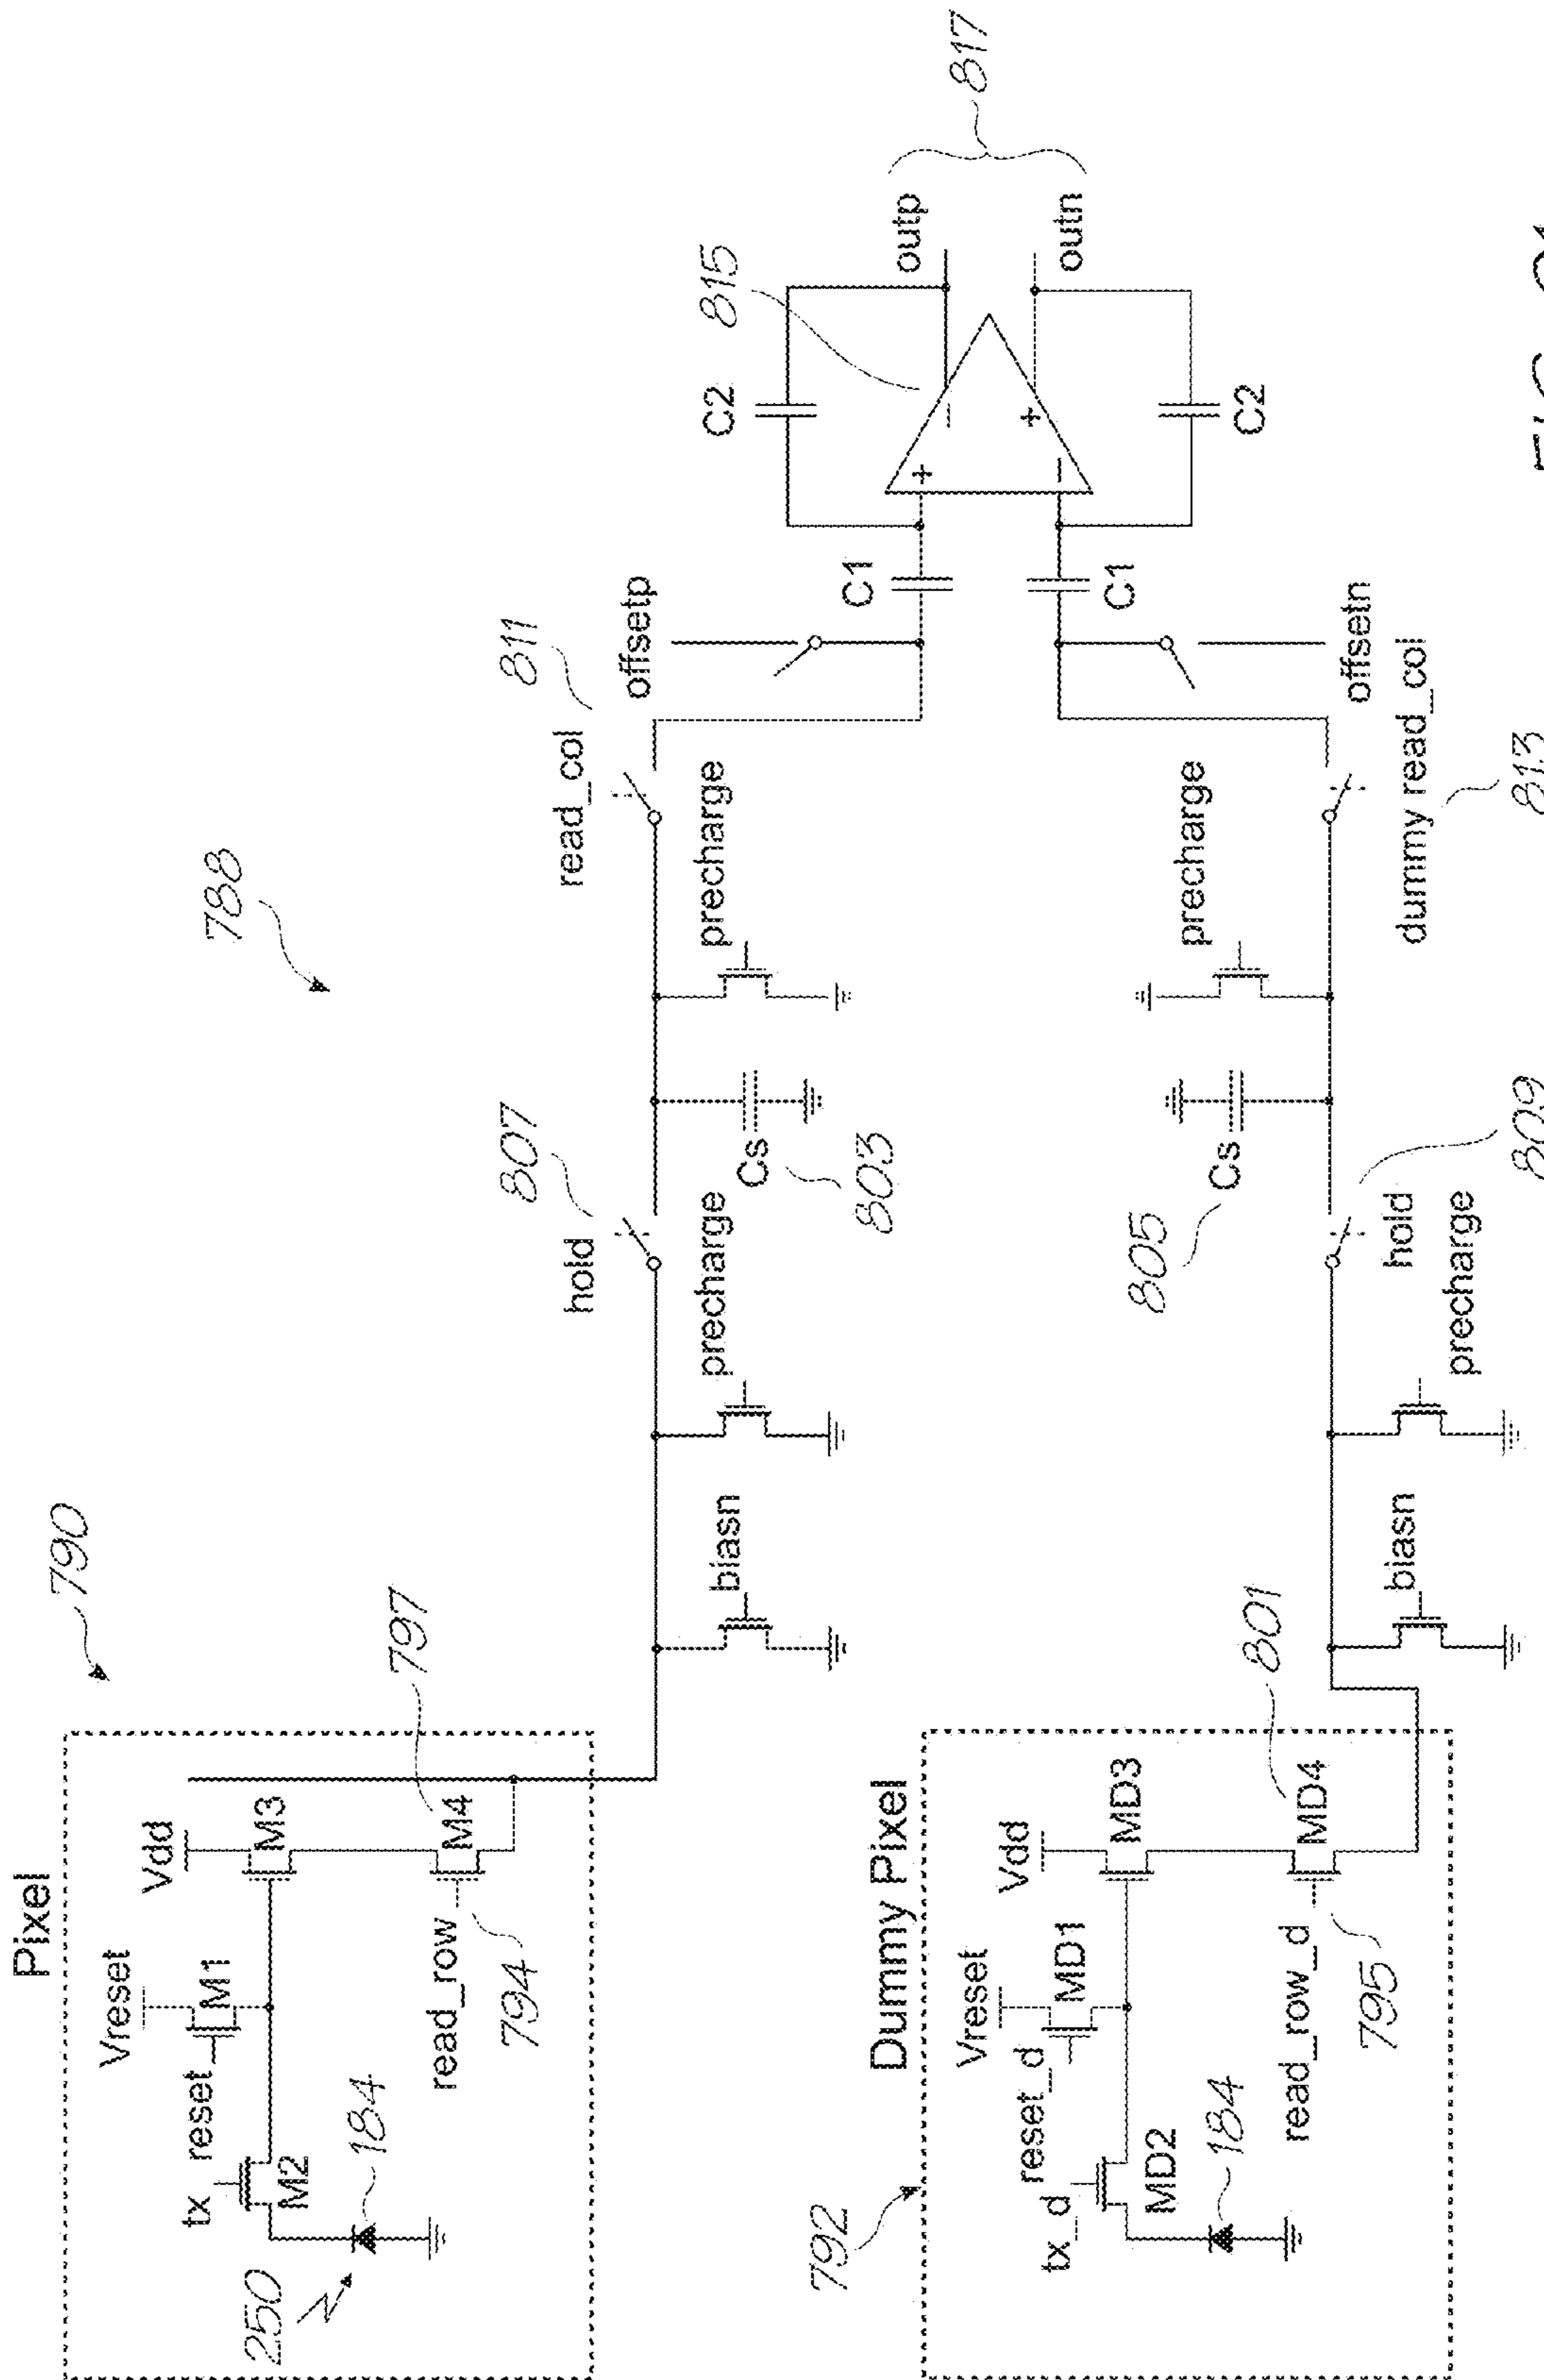 Pixel
790
Vreset
Vdd
tx
reset
M1
M3
M2
250
184
797
M4
read_row
794
788
biasn
precharge
hold
807
Cs
803
precharge
read_col
811
offsetp
C1
C2
815
outp
817
outn
C2
C1
offsetn
Dummy Pixel
792
Vreset
Vdd
tx_d
reset_d
MD1
MD3
MD2
184
801
MD4
read_row_d
795
biasn
precharge
hold
809
805
Cs
precharge
dummy read_col
813